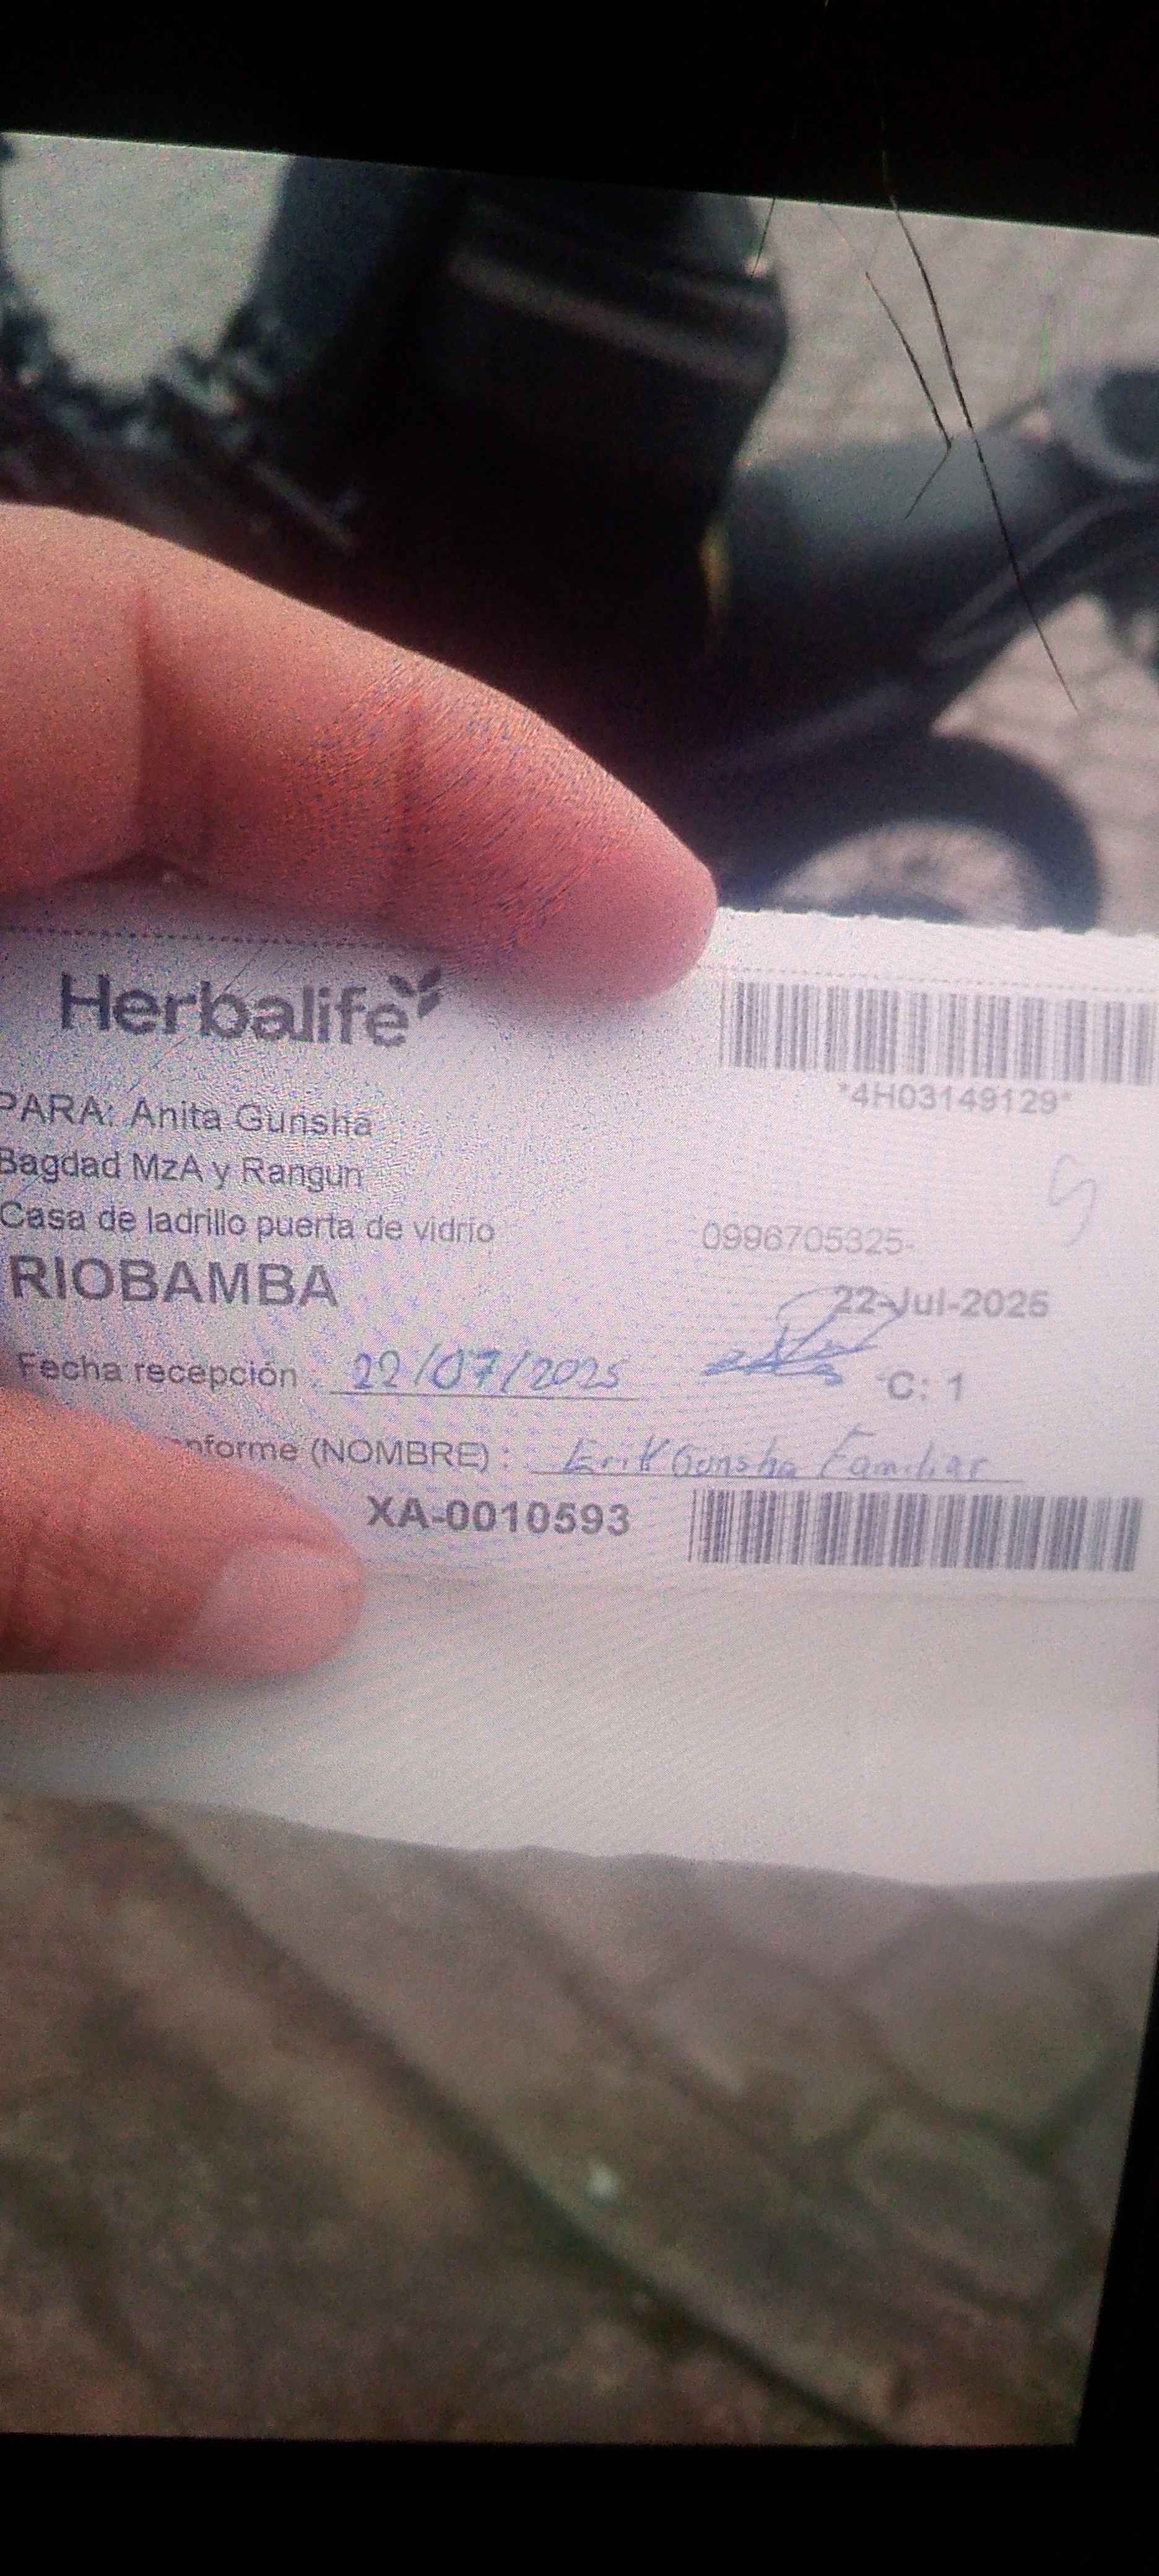 Herbalife
*4H03149129*
PARA: Anita Gunsha
Bagdad MzA y Rangun
Casa de ladrillo puerta de vidrio
0996705325-
RIOBAMBA
22-Jul-2025
Fecha recepción : 22/07/2025
C: 1
nforme (NOMBRE) : Erik Gunsha Familiar
XA-0010593